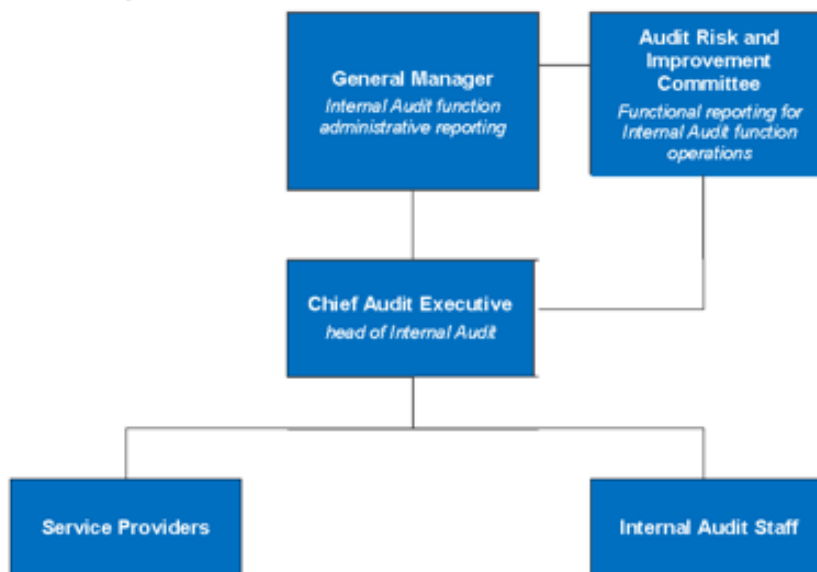 General Manager
Internal Audit function
administrative reporting
Audit Risk and
Improvement
Committee
Functional reporting for
Internal Audit function
operations
Chief Audit Executive
head of Internal Audit
Service Providers
Internal Audit Staff